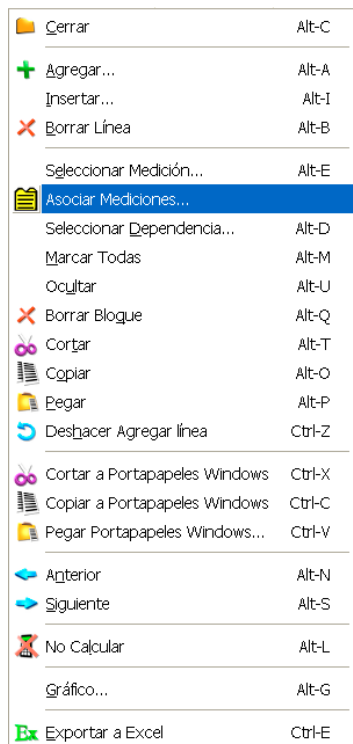 Cerrar Alt-C
Agregar... Alt-A
Insertar... Alt-I
Borrar Línea Alt-B
Seleccionar Medición... Alt-E
Asociar Mediciones...
Seleccionar Dependencia... Alt-D
Marcar Todas Alt-M
Ocultar Alt-U
Borrar Bloque Alt-Q
Cortar Alt-T
Copiar Alt-O
Pegar Alt-P
Deshacer Agregar línea Ctrl-Z
Cortar a Portapapeles Windows Ctrl-X
Copiar a Portapapeles Windows Ctrl-C
Pegar Portapapeles Windows... Ctrl-V
Anterior Alt-N
Siguiente Alt-S
No Calcular Alt-L
Gráfico... Alt-G
Ex Exportar a Excel Ctrl-E